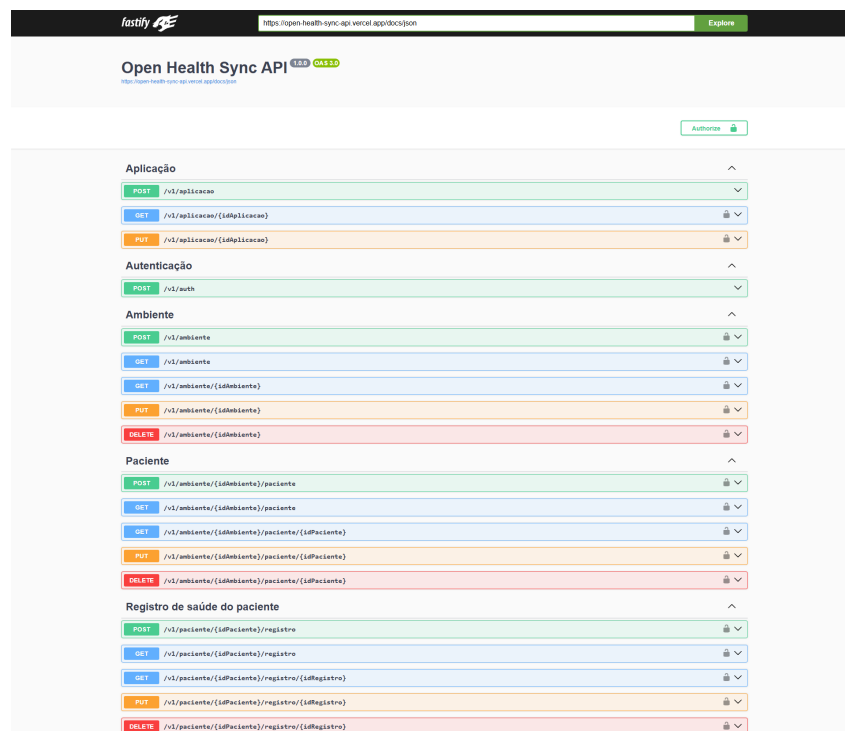 fastify
https://open-health-sync-api.vercel.app/docs/json
Explore
Open Health Sync API 1.0.0 OAS 3.0
https://open-health-sync-api.vercel.app/docs/json
Authorize
Aplicação
POST /v1/aplicacao
GET /v1/aplicacao/{idAplicacao}
PUT /v1/aplicacao/{idAplicacao}
Autenticação
POST /v1/auth
Ambiente
POST /v1/ambiente
GET /v1/ambiente
GET /v1/ambiente/{idAmbiente}
PUT /v1/ambiente/{idAmbiente}
DELETE /v1/ambiente/{idAmbiente}
Paciente
POST /v1/ambiente/{idAmbiente}/paciente
GET /v1/ambiente/{idAmbiente}/paciente
GET /v1/ambiente/{idAmbiente}/paciente/{idPaciente}
PUT /v1/ambiente/{idAmbiente}/paciente/{idPaciente}
DELETE /v1/ambiente/{idAmbiente}/paciente/{idPaciente}
Registro de saúde do paciente
POST /v1/paciente/{idPaciente}/registro
GET /v1/paciente/{idPaciente}/registro
GET /v1/paciente/{idPaciente}/registro/{idRegistro}
PUT /v1/paciente/{idPaciente}/registro/{idRegistro}
DELETE /v1/paciente/{idPaciente}/registro/{idRegistro}